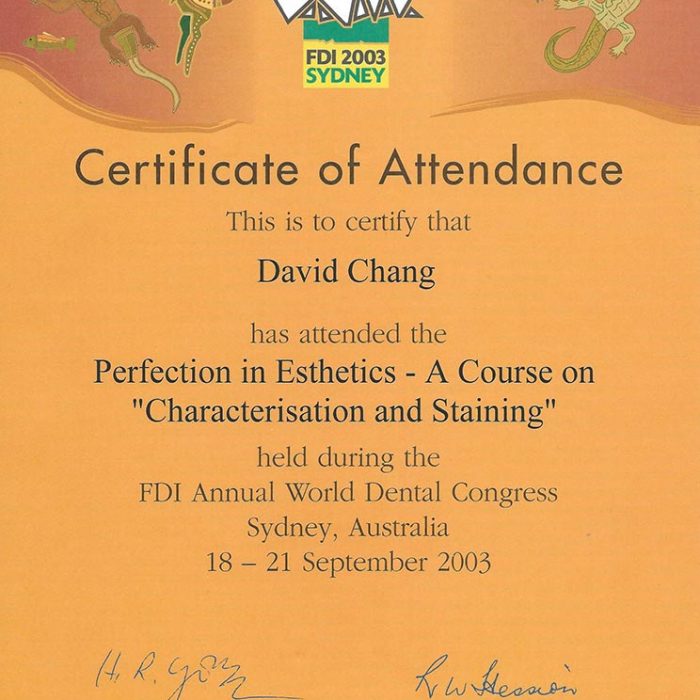 FDI 2003
SYDNEY
Certificate of Attendance
This is to certify that
David Chang
has attended the
Perfection in Esthetics - A Course on
"Characterisation and Staining"
held during the
FDI Annual World Dental Congress
Sydney, Australia
18 – 21 September 2003